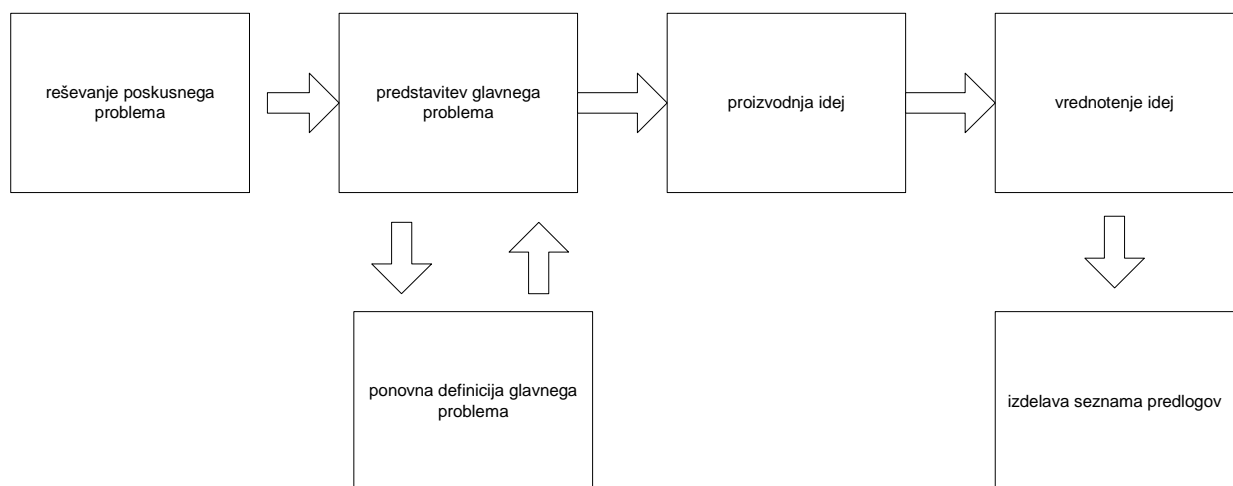 reševanje poskusnega
problema
predstavitev glavnega
problema
proizvodnja idej
vrednotenje idej
ponovna definicija glavnega
problema
izdelava seznama predlogov